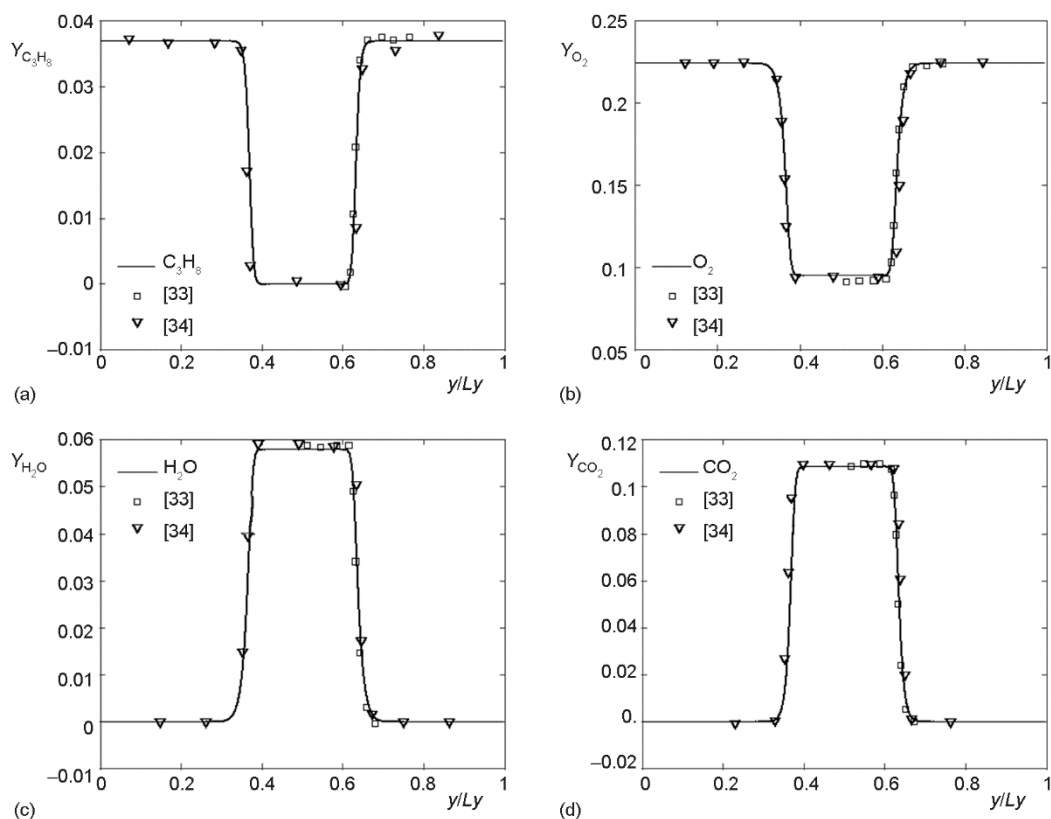 0.04
Y_C3H8
0.03
0.02
0.01
0
–0.01
C3H8
[33]
[34]
0 0.2 0.4 0.6 0.8 1
y/Ly
(a)
0.25
Y_O2
0.2
0.15
0.1
0.05
O2
[33]
[34]
0 0.2 0.4 0.6 0.8 1
y/Ly
(b)
0.06
Y_H2O
0.05
0.04
0.03
0.02
0.01
0
–0.01
H2O
[33]
[34]
0 0.2 0.4 0.6 0.8 1
y/Ly
(c)
0.12
Y_CO2
0.1
0.08
0.06
0.04
0.02
0.
–0.02
CO2
[33]
[34]
0 0.2 0.4 0.6 0.8 1
y/Ly
(d)